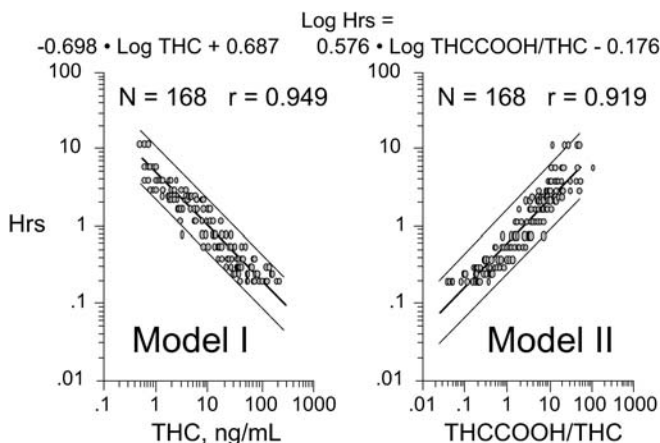 Log Hrs =
-0.698 • Log THC + 0.687
0.576 • Log THCCOOH/THC - 0.176
100
10
1
.1
.01
Hrs
N = 168 r = 0.949
Model I
.1 1 10 100 1000
THC, ng/mL
100
10
1
.1
.01
N = 168 r = 0.919
Model II
.01 .1 1 10 100 1000
THCCOOH/THC